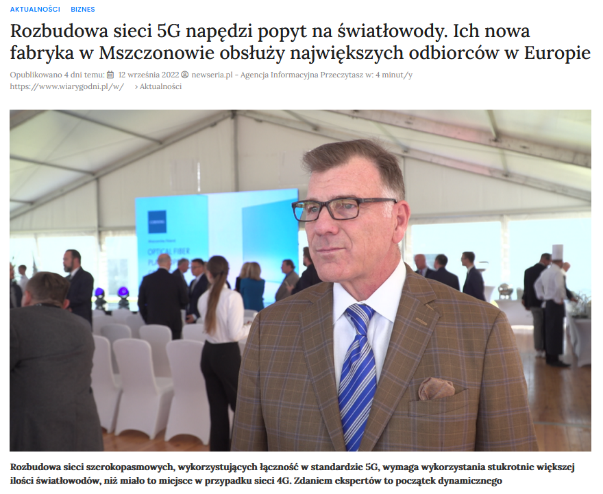 AKTUALNOŚCI BIZNES
Rozbudowa sieci 5G napędzi popyt na światłowody. Ich nowa
fabryka w Mszczonowie obsłuży największych odbiorców w Europie
Opublikowano 4 dni temu: 12 września 2022 newseria.pl - Agencja Informacyjna Przeczytasz w: 4 minut/y
https://www.wiarygodni.pl/w/ › Aktualności
OPTICAL FIBER
Rozbudowa sieci szerokopasmowych, wykorzystujących łączność w standardzie 5G, wymaga wykorzystania stukrotnie większej
ilości światłowodów, niż miało to miejsce w przypadku sieci 4G. Zdaniem ekspertów to początek dynamicznego